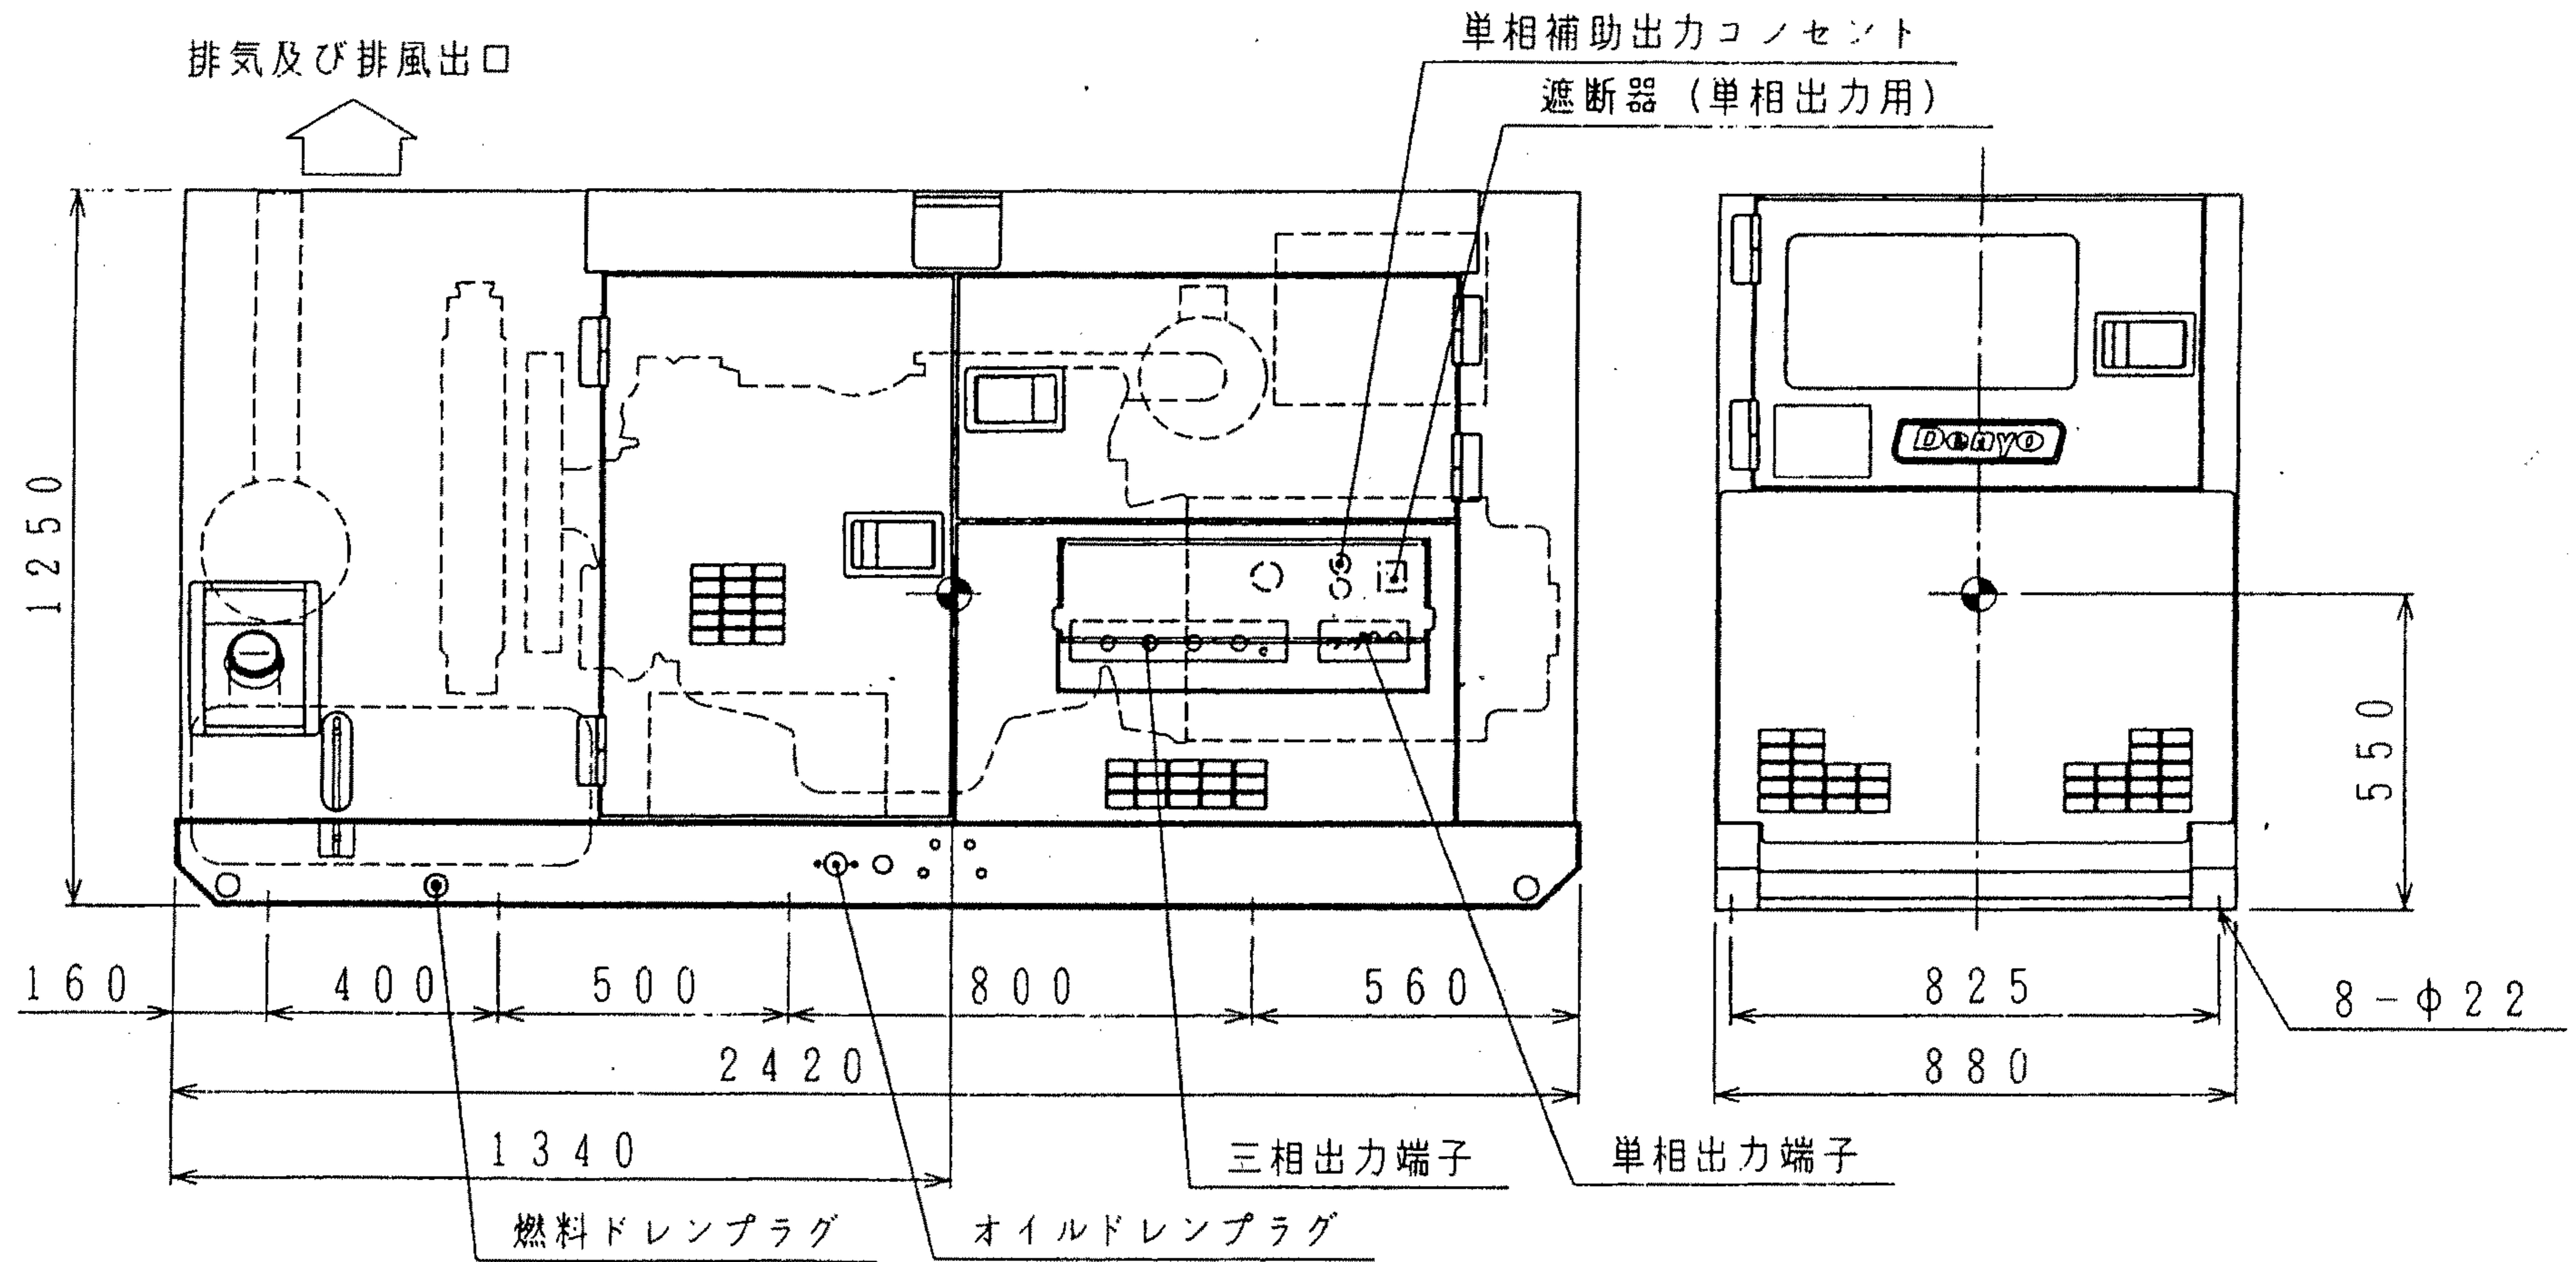 単相補助出力コンセント
排気及び排風出口
遮断器 (単相出力用)
Denyo
1250
550
160
400
500
800
560
825
8-φ22
2420
880
1340
三相出力端子
単相出力端子
燃料ドレンプラグ
オイルドレンプラグ